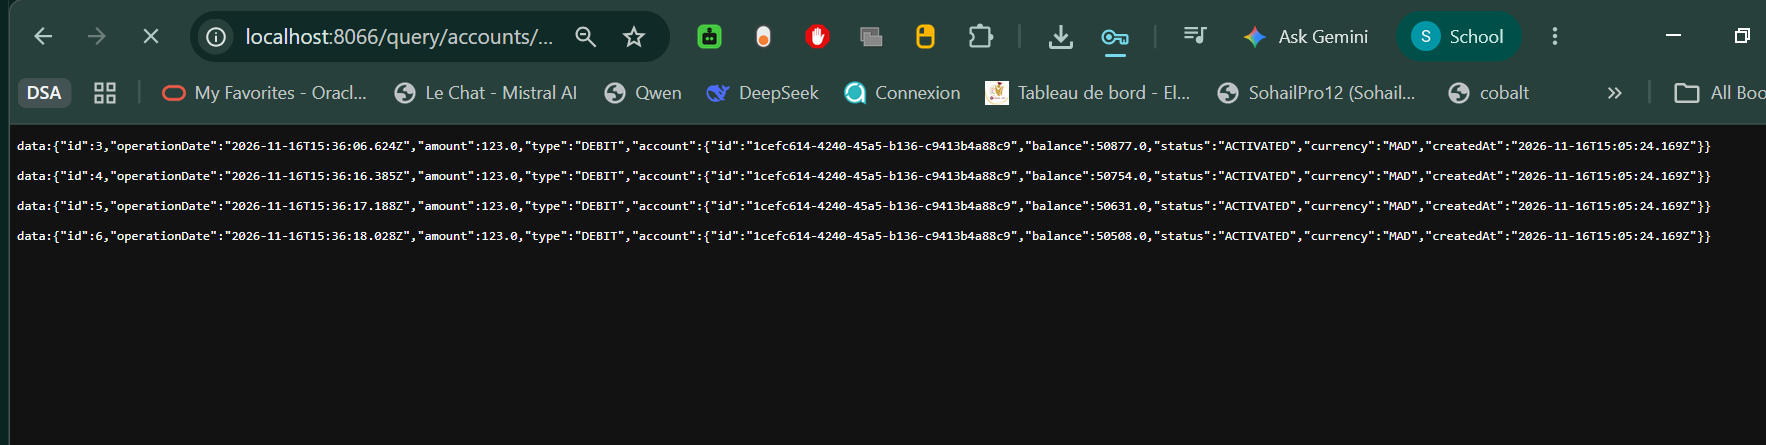 localhost:8066/query/accounts/...
Ask Gemini
S
School
DSA
My Favorites - Oracl...
Le Chat - Mistral AI
Qwen
DeepSeek
Connexion
Tableau de bord - El...
SohailPro12 (Sohail...
cobalt
»
All Boo
data:{"id":3,"operationDate":"2026-11-16T15:36:06.624Z","amount":123.0,"type":"DEBIT","account":{"id":"1cefc614-4240-45a5-b136-c9413b4a88c9","balance":50877.0,"status":"ACTIVATED","currency":"MAD","createdAt":"2026-11-16T15:05:24.169Z"}}
data:{"id":4,"operationDate":"2026-11-16T15:36:16.385Z","amount":123.0,"type":"DEBIT","account":{"id":"1cefc614-4240-45a5-b136-c9413b4a88c9","balance":50754.0,"status":"ACTIVATED","currency":"MAD","createdAt":"2026-11-16T15:05:24.169Z"}}
data:{"id":5,"operationDate":"2026-11-16T15:36:17.188Z","amount":123.0,"type":"DEBIT","account":{"id":"1cefc614-4240-45a5-b136-c9413b4a88c9","balance":50631.0,"status":"ACTIVATED","currency":"MAD","createdAt":"2026-11-16T15:05:24.169Z"}}
data:{"id":6,"operationDate":"2026-11-16T15:36:18.028Z","amount":123.0,"type":"DEBIT","account":{"id":"1cefc614-4240-45a5-b136-c9413b4a88c9","balance":50508.0,"status":"ACTIVATED","currency":"MAD","createdAt":"2026-11-16T15:05:24.169Z"}}